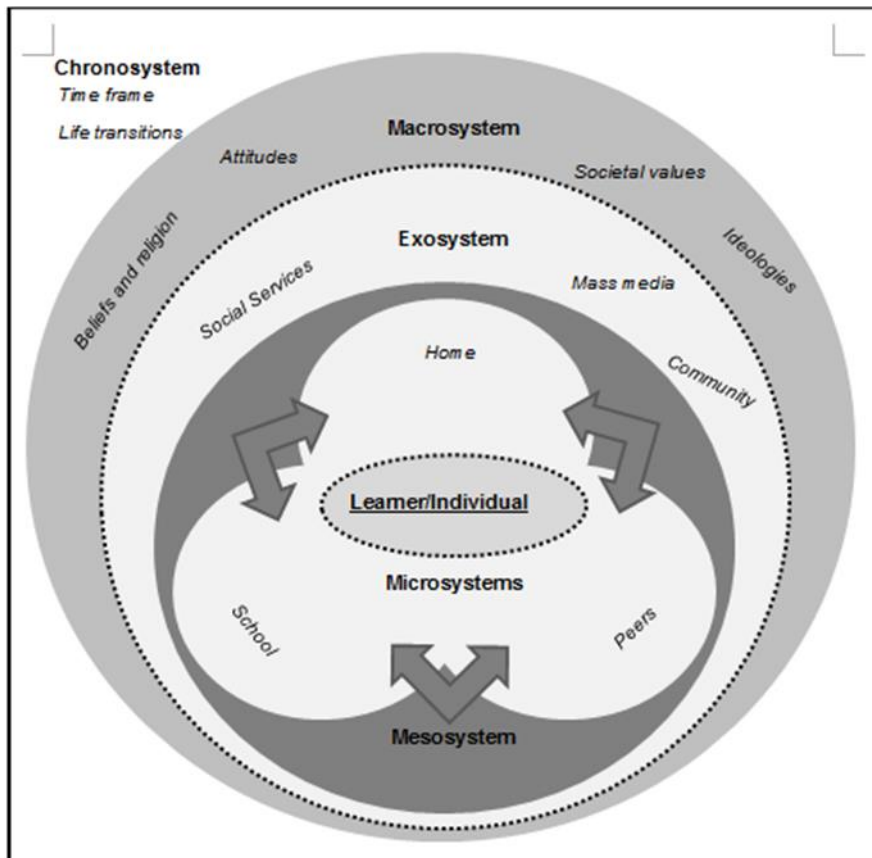 Chronosystem
Time frame
Life transitions
Macrosystem
Attitudes
Societal values
Beliefs and religion
Ideologies
Exosystem
Social Services
Mass media
Community
Home
Learner/Individual
Microsystems
School
Peers
Mesosystem